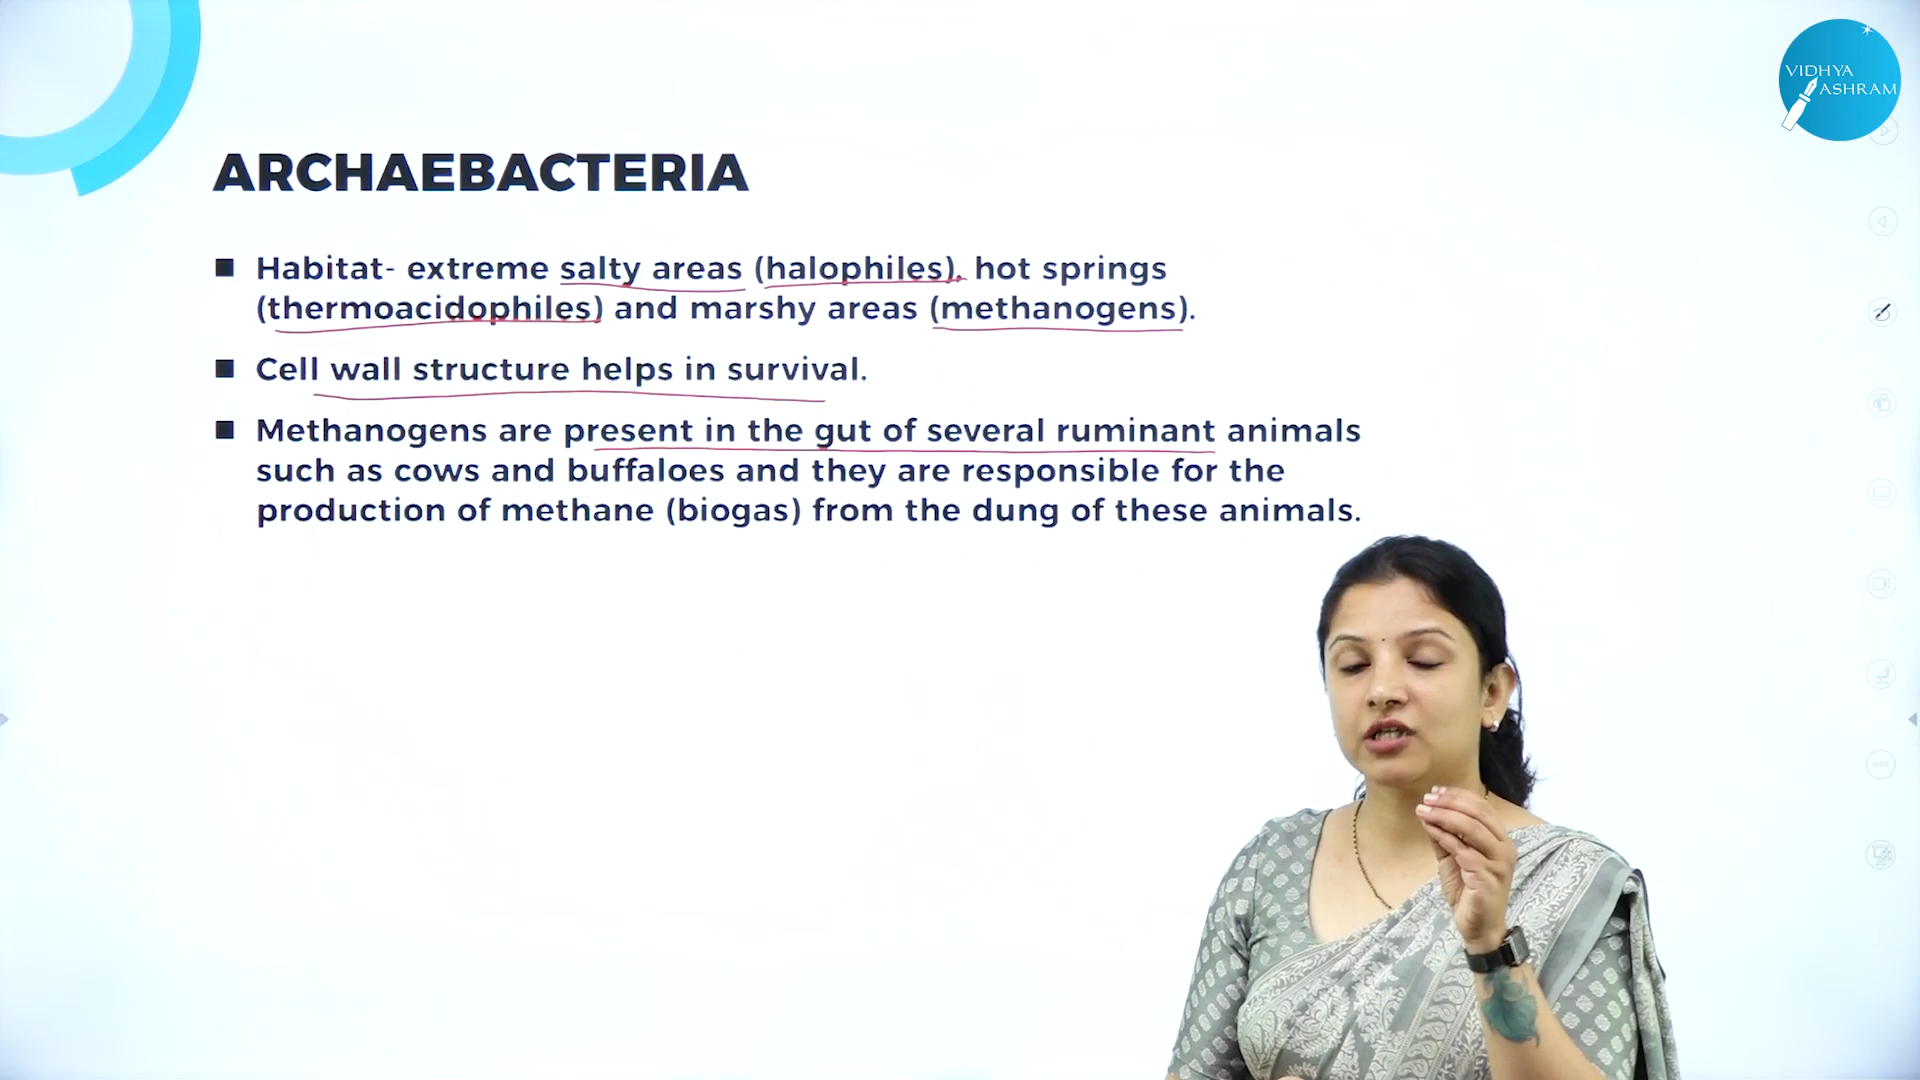 VIDHYA
ASHRAM
ARCHAEBACTERIA
Habitat- extreme salty areas (halophiles), hot springs
(thermoacidophiles) and marshy areas (methanogens).
Cell wall structure helps in survival.
Methanogens are present in the gut of several ruminant animals
such as cows and buffaloes and they are responsible for the
production of methane (biogas) from the dung of these animals.